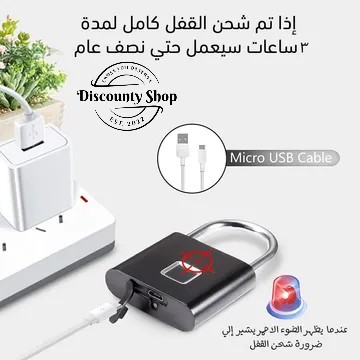 إذا تم شحن القفل كامل لمدة
٣ ساعات سيعمل حتي نصف عام
Discounty Shop
EST. 2022
Micro USB Cable
عندما يظهر الضوء الاحمر يشير إلي
ضرورة شحن القفل